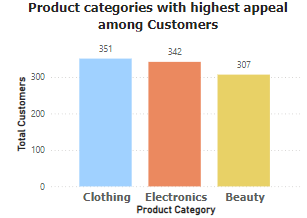 Product categories with highest appeal
among Customers
351
342
307
300
200
100
0
Total Customers
Clothing Electronics Beauty
Product Category